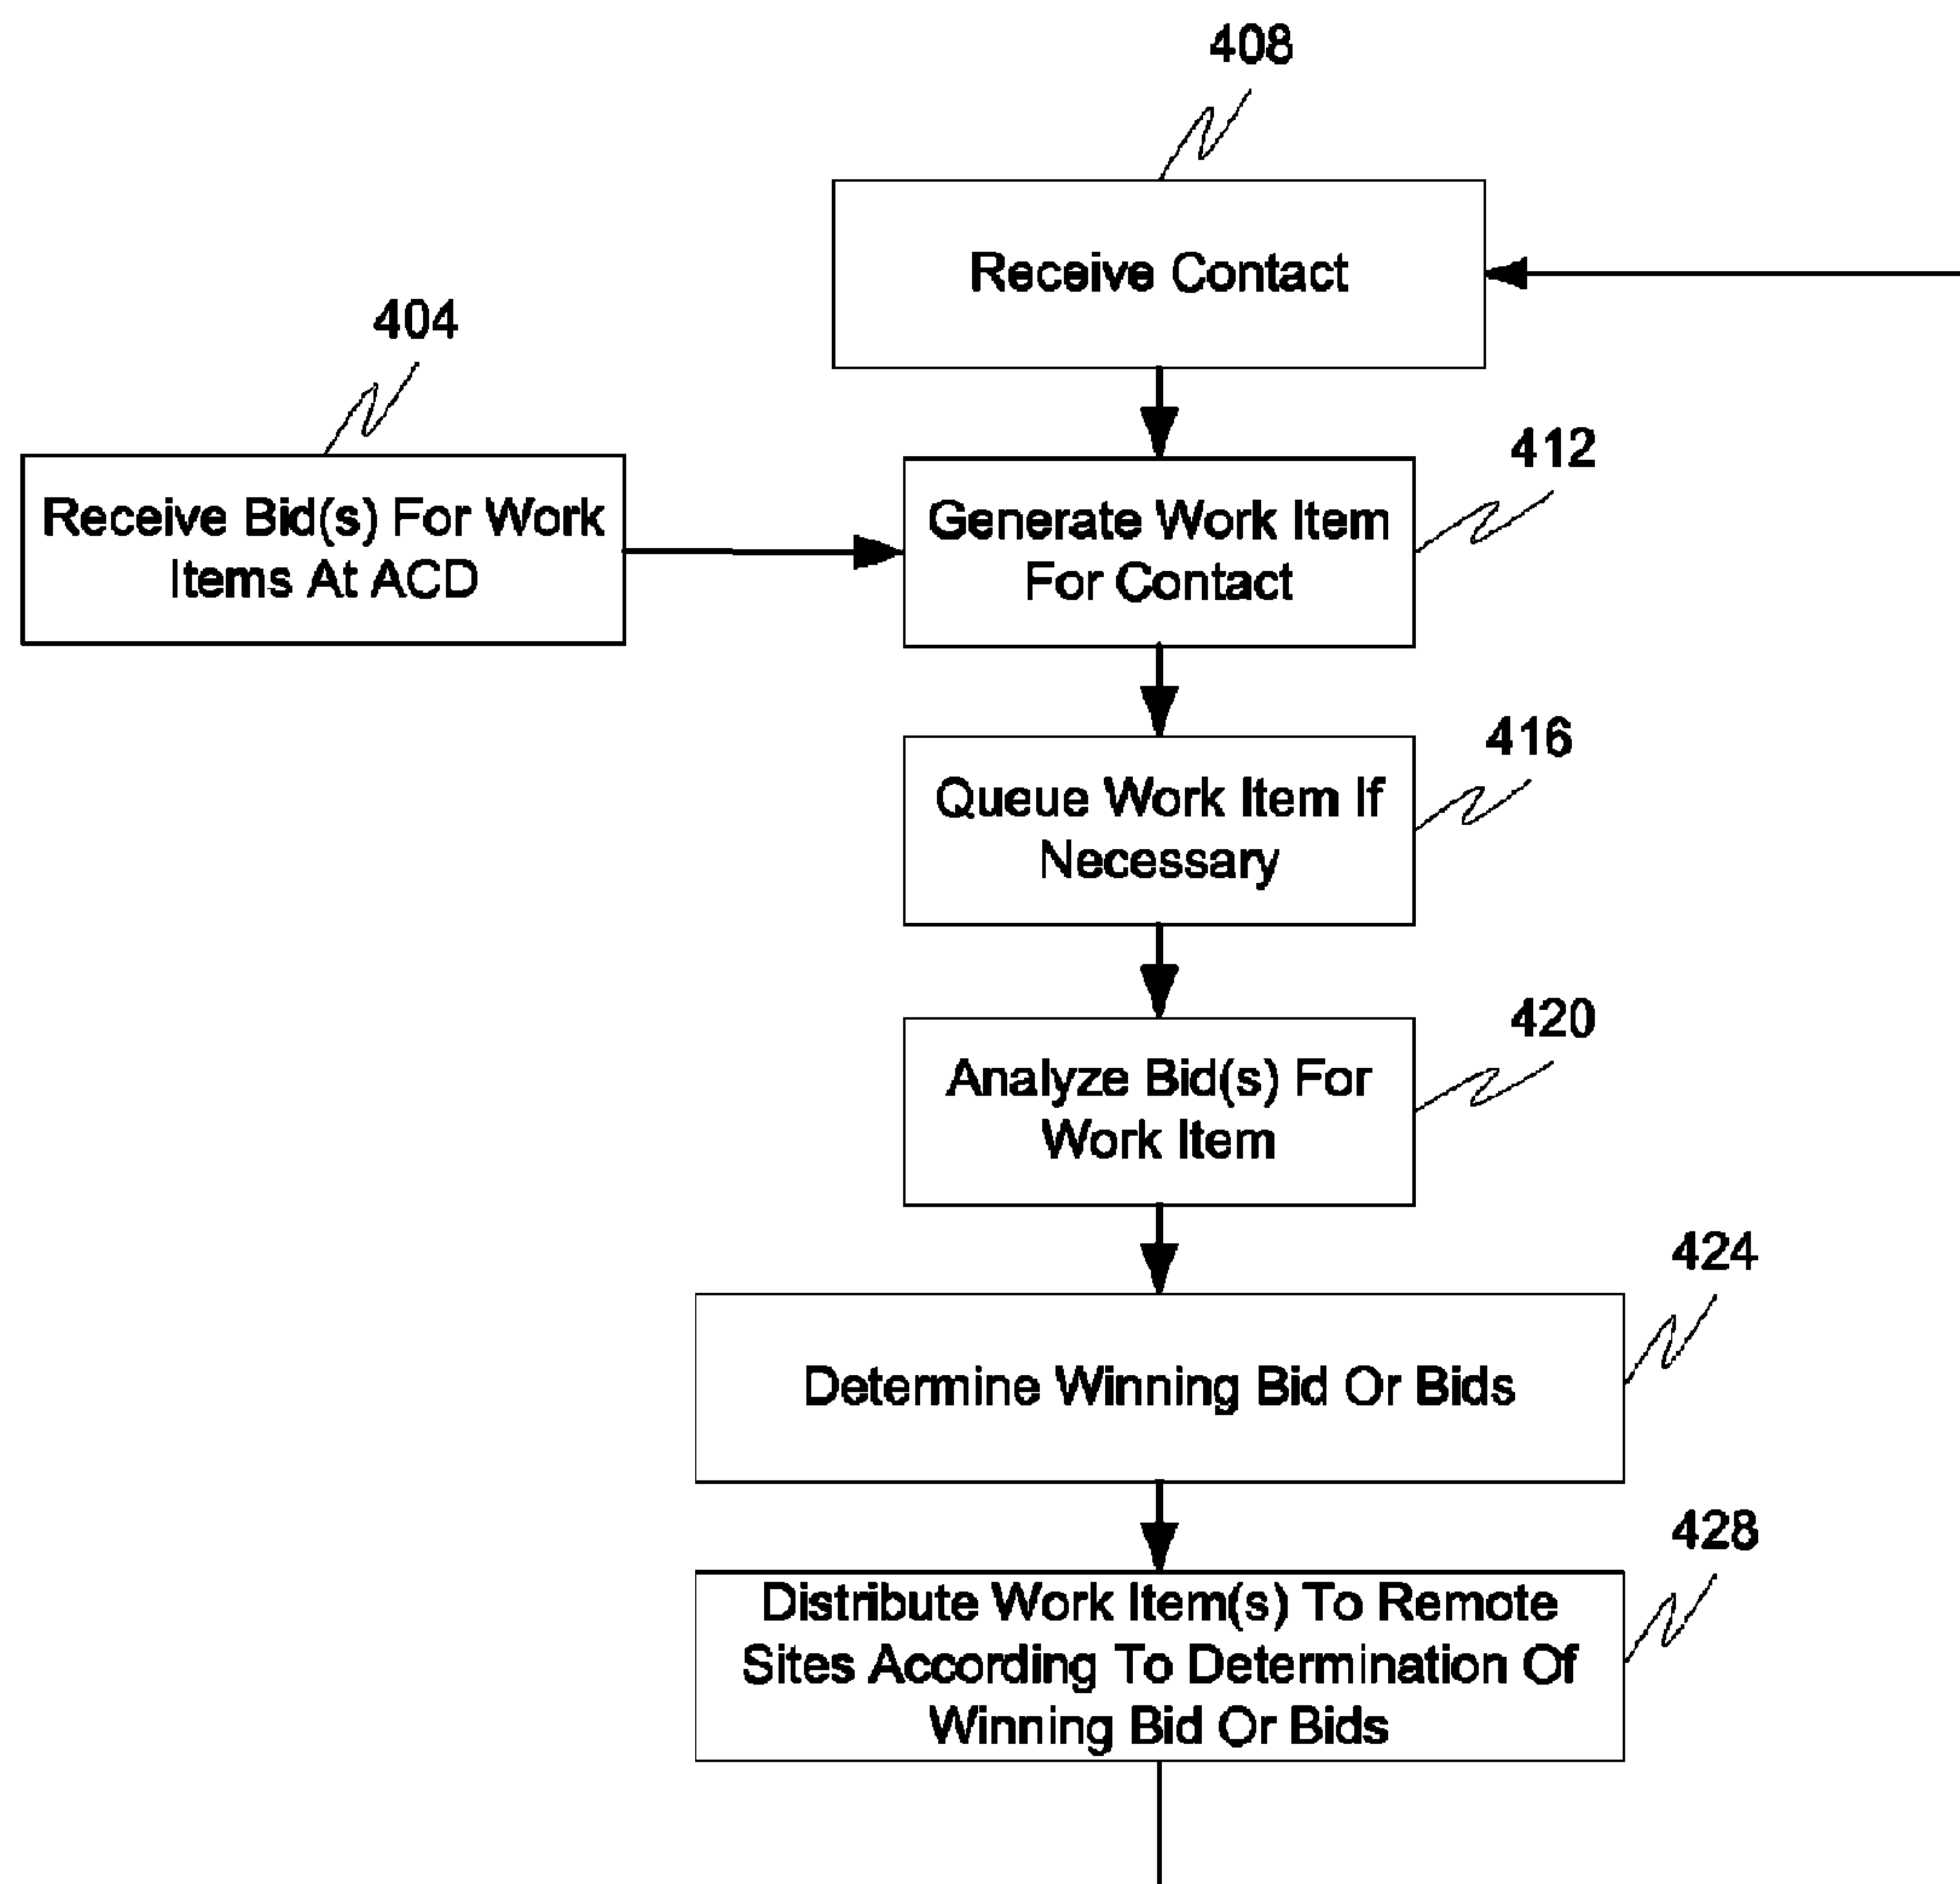 408
Receive Contact
404
Receive Bid(s) For Work
Items At ACD
412
Generate Work Item
For Contact
416
Queue Work Item If
Necessary
420
Analyze Bid(s) For
Work Item
424
Determine Winning Bid Or Bids
428
Distribute Work Item(s) To Remote
Sites According To Determination Of
Winning Bid Or Bids